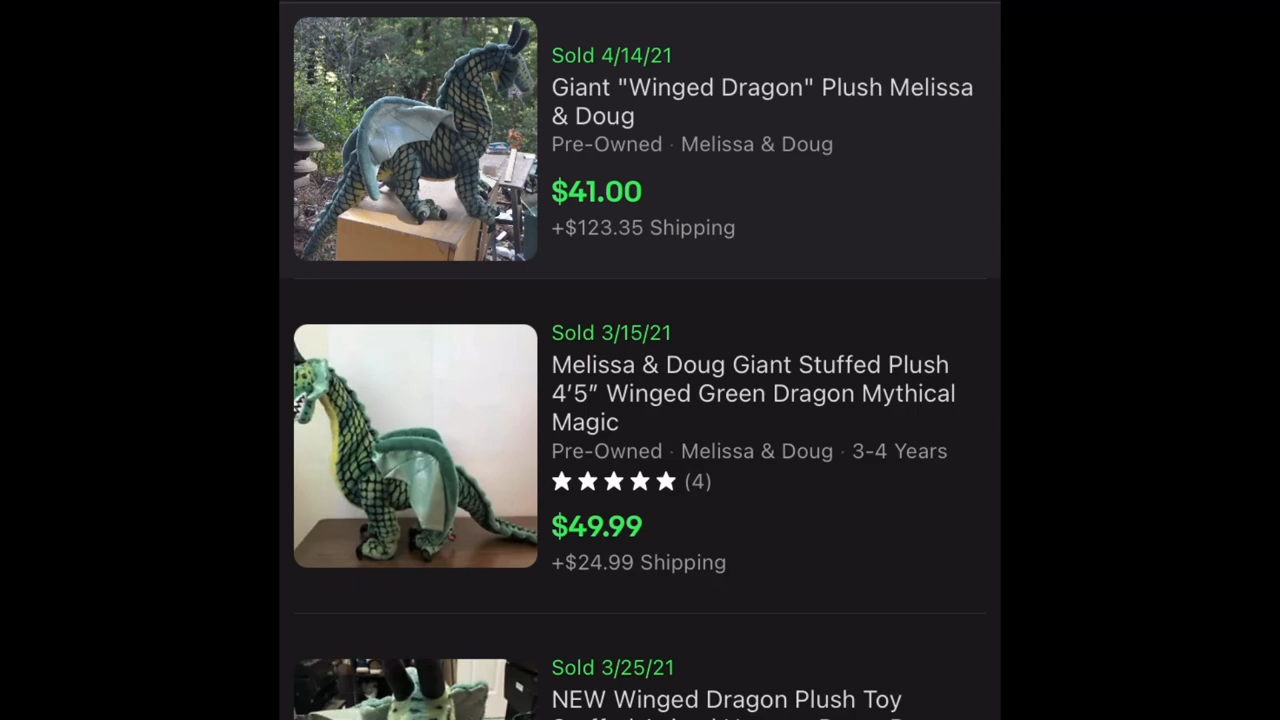 Sold 4/14/21
Giant "Winged Dragon" Plush Melissa
& Doug
Pre-Owned · Melissa & Doug
$41.00
+$123.35 Shipping
Sold 3/15/21
Melissa & Doug Giant Stuffed Plush
4’5” Winged Green Dragon Mythical
Magic
Pre-Owned · Melissa & Doug · 3-4 Years
(4)
$49.99
+$24.99 Shipping
Sold 3/25/21
NEW Winged Dragon Plush Toy